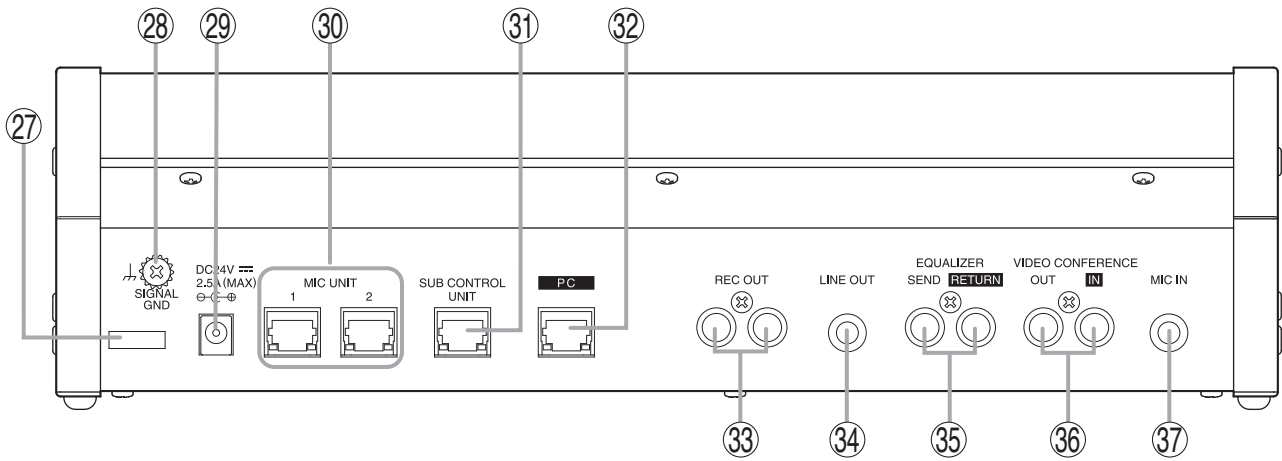 28 29 30 31 32
27
DC24V
2.5A (MAX)
SIGNAL
GND
MIC UNIT
1 2
SUB CONTROL
UNIT
PC
REC OUT
LINE OUT
EQUALIZER
SEND RETURN
VIDEO CONFERENCE
OUT IN
MIC IN
33 34 35 36 37